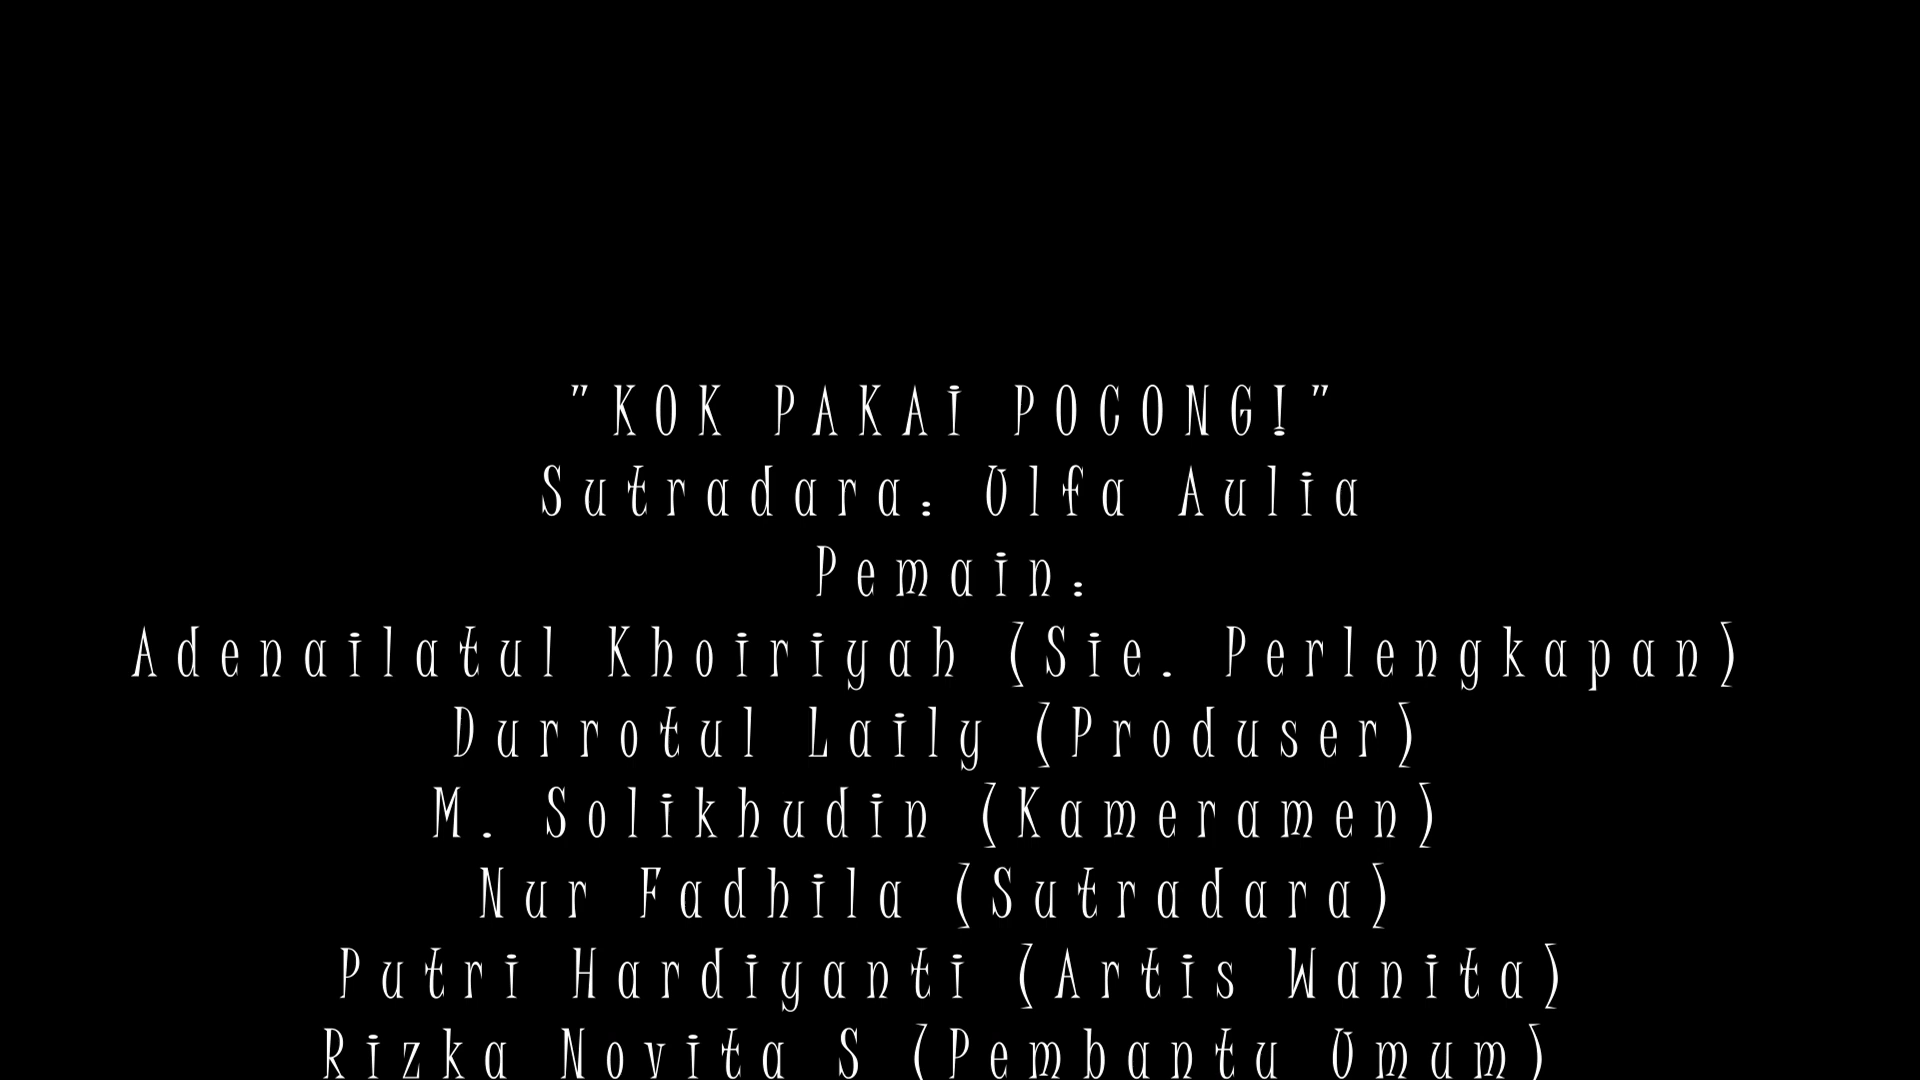 "KOK PAKAI POCONG!"
Sutradara: Ulfa Aulia
Pemain:
Adenailatul Khoiriyah (Sie. Perlengkapan)
Durrotul Laily (Produser)
M. Solikhudin (Kameramen)
Nur Fadhila (Sutradara)
Putri Hardiyanti (Artis Wanita)
Rizka Novita S (Pembantu Umum)